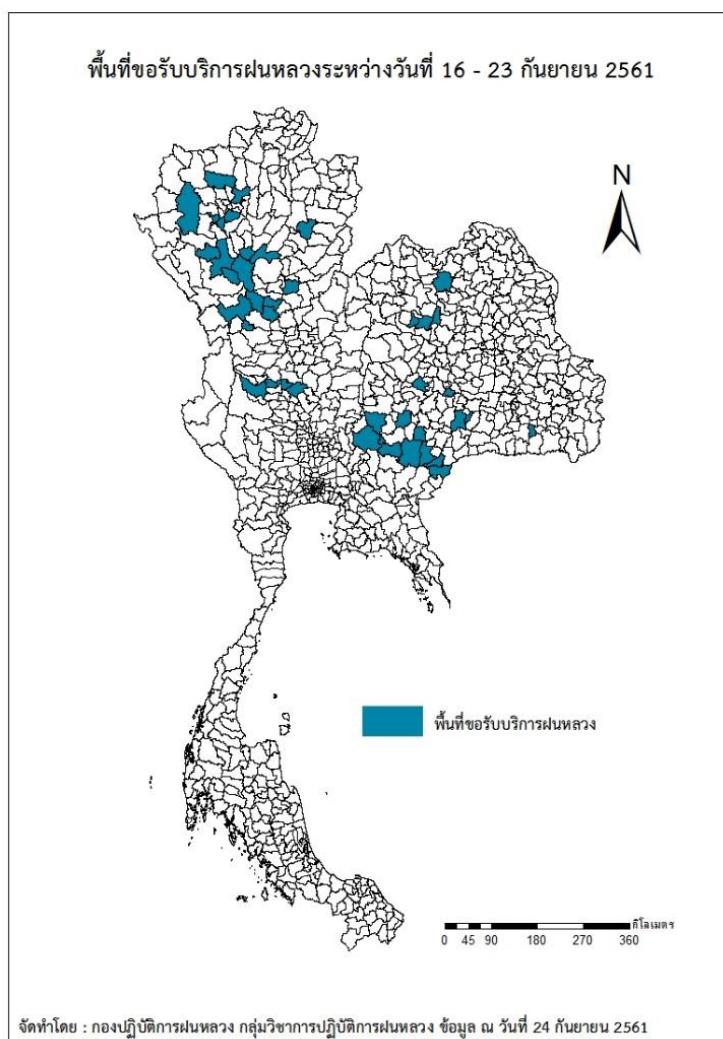 พื้นที่ขอรับบริการฝนหลวงระหว่างวันที่ 16 - 23 กันยายน 2561
N
พื้นที่ขอรับบริการฝนหลวง
กิโลเมตร
0 45 90 180 270 360
จัดทำโดย : กองปฏิบัติการฝนหลวง กลุ่มวิชาการปฏิบัติการฝนหลวง ข้อมูล ณ วันที่ 24 กันยายน 2561